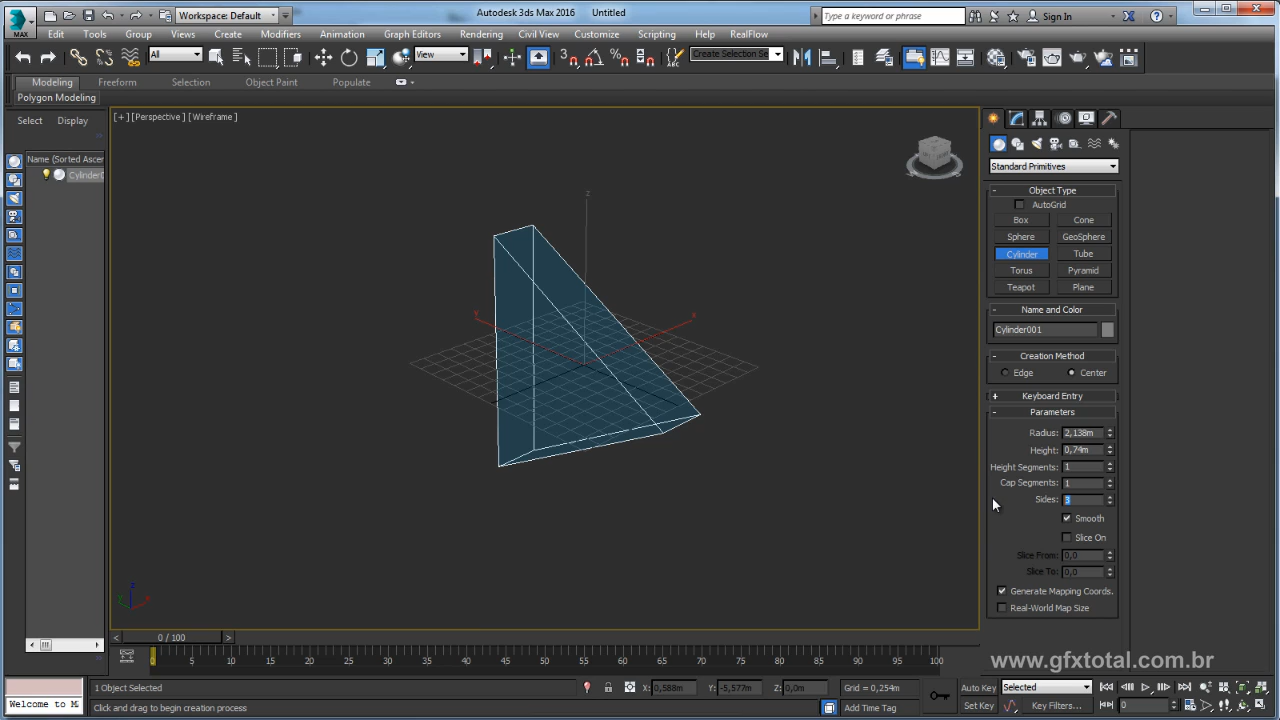 MAX
Workspace: Default
Autodesk 3ds Max 2016 Untitled
Type a keyword or phrase
Sign In
Edit Tools Group Views Create Modifiers Animation Graph Editors Rendering Civil View Customize Scripting Help RealFlow
All
View
Create Selection Se
Modeling Freeform Selection Object Paint Populate
Polygon Modeling
Select Display
[+] [Perspective ] [Wireframe ]
Name (Sorted Ascen
Cylinder0
z
y
x
z
y
x
Standard Primitives
- Object Type
AutoGrid
Box Cone
Sphere GeoSphere
Cylinder Tube
Torus Pyramid
Teapot Plane
- Name and Color
Cylinder001
- Creation Method
Edge Center
+ Keyboard Entry
- Parameters
Radius: 2,138m
Height: 0,74m
Height Segments: 1
Cap Segments: 1
Sides: 3
Smooth
Slice On
Slice From: 0,0
Slice To: 0,0
Generate Mapping Coords.
Real-World Map Size
< 0 / 100 >
0 5 10 15 20 25 30 35 40 45 50 55 60 65 70 75 80 85 90 95 100
www.gfxtotal.com.br
1 Object Selected
X: 0,588m Y: -5,577m Z: 0,0m
Grid = 0,254m
Auto Key Selected
Welcome to M
Click and drag to begin creation process
Add Time Tag
Set Key Key Filters...
0